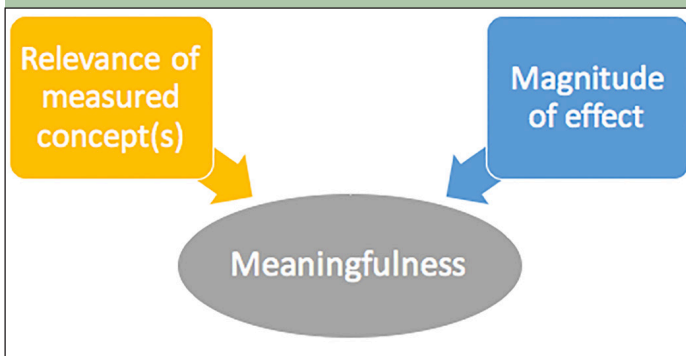 Relevance of
measured
concept(s)
Magnitude
of effect
Meaningfulness